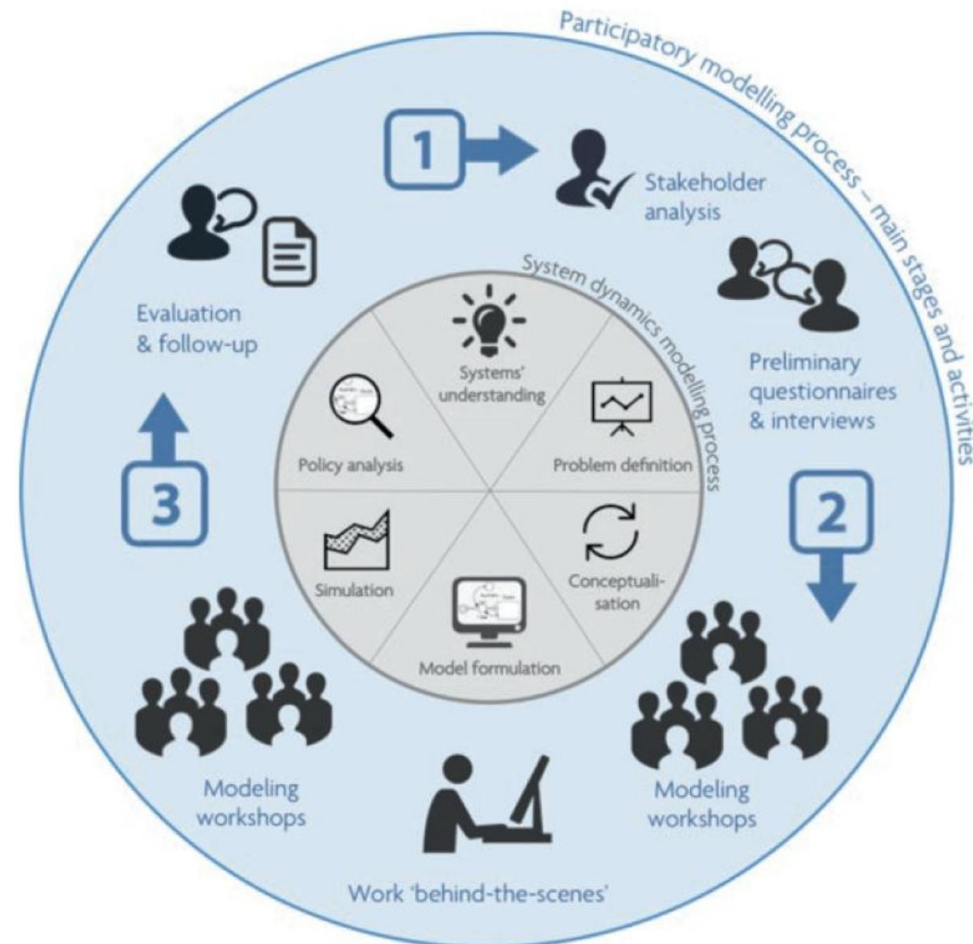 Participatory modelling process – main stages and activities
1
Stakeholder
analysis
Preliminary
questionnaires
& interviews
2
Modeling
workshops
Work 'behind-the-scenes'
Modeling
workshops
3
Evaluation
& follow-up
System dynamics modelling process
Systems'
understanding
Problem definition
Conceptuali-
sation
Model formulation
Simulation
Policy analysis